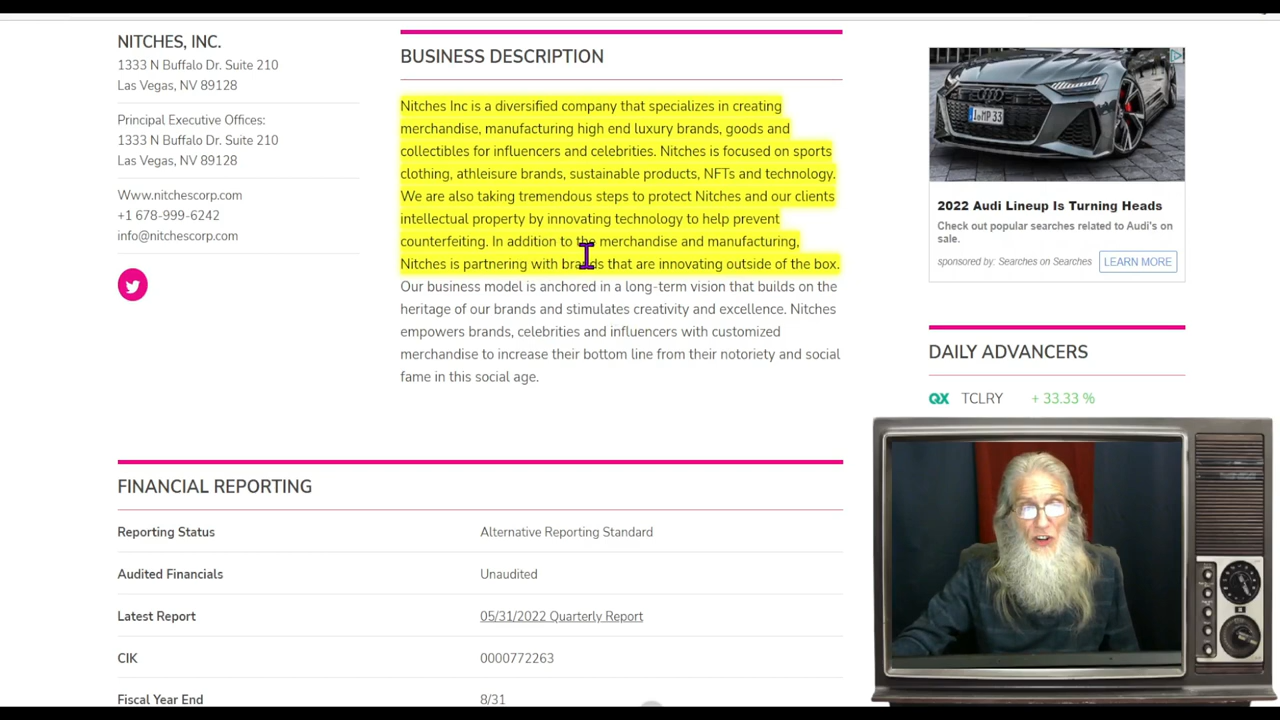 NITCHES, INC.
1333 N Buffalo Dr. Suite 210
Las Vegas, NV 89128
Principal Executive Offices:
1333 N Buffalo Dr. Suite 210
Las Vegas, NV 89128
Www.nitchescorp.com
+1 678-999-6242
info@nitchescorp.com
BUSINESS DESCRIPTION
Nitches Inc is a diversified company that specializes in creating
merchandise, manufacturing high end luxury brands, goods and
collectibles for influencers and celebrities. Nitches is focused on sports
clothing, athleisure brands, sustainable products, NFTs and technology.
We are also taking tremendous steps to protect Nitches and our clients
intellectual property by innovating technology to help prevent
counterfeiting. In addition to the merchandise and manufacturing,
Nitches is partnering with brands that are innovating outside of the box.
Our business model is anchored in a long-term vision that builds on the
heritage of our brands and stimulates creativity and excellence. Nitches
empowers brands, celebrities and influencers with customized
merchandise to increase their bottom line from their notoriety and social
fame in this social age.
FINANCIAL REPORTING
Reporting Status Alternative Reporting Standard
Audited Financials Unaudited
Latest Report 05/31/2022 Quarterly Report
CIK 0000772263
Fiscal Year End 8/31
2022 Audi Lineup Is Turning Heads
Check out popular searches related to Audi's on
sale.
sponsored by: Searches on Searches LEARN MORE
DAILY ADVANCERS
QX TCLRY + 33.33 %